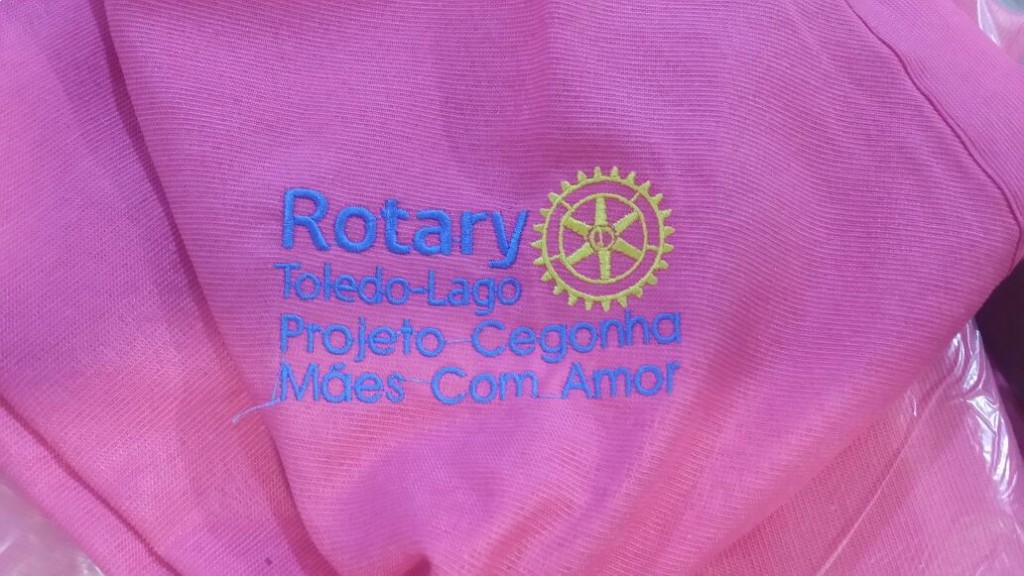 Rotary
Toledo-Lago
Projeto Cegonha
Mães Com Amor